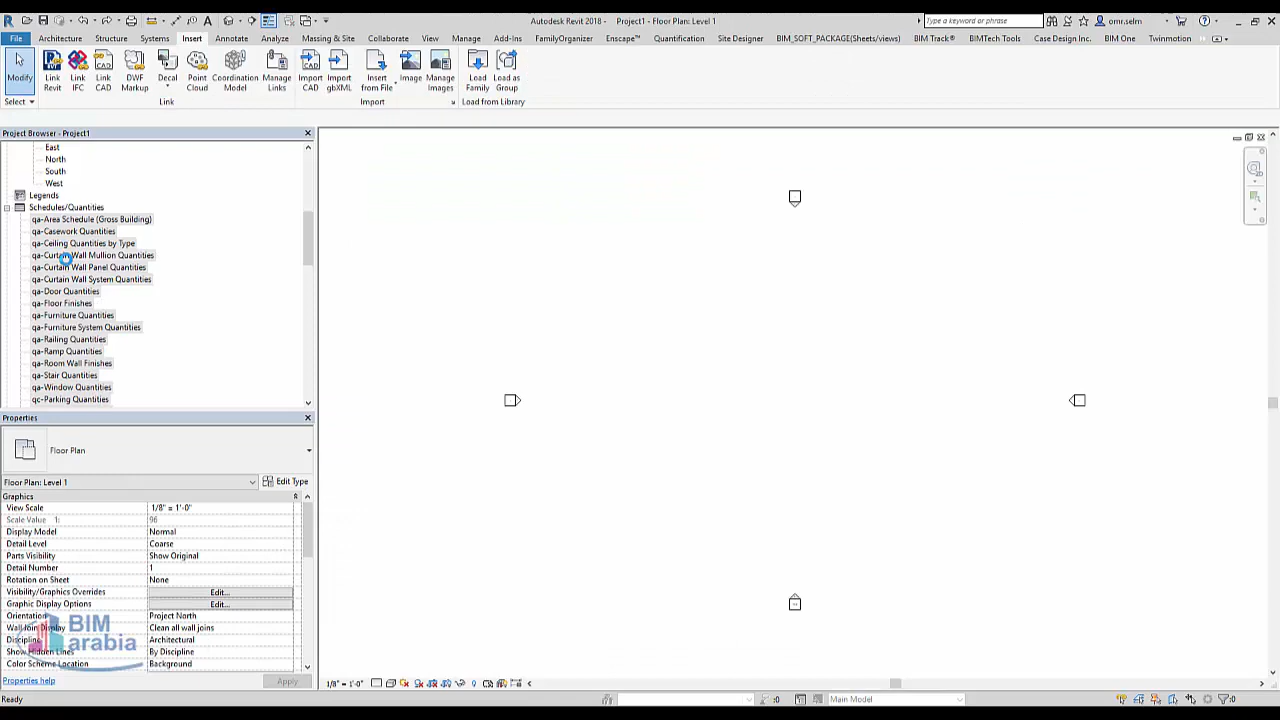 Autodesk Revit 2018 - Project1 - Floor Plan: Level 1
Type a keyword or phrase
omr.selm
File Architecture Structure Systems Insert Annotate Analyze Massing & Site Collaborate View Manage Add-Ins FamilyOrganizer Enscape™ Quantification Site Designer BIM_SOFT_PACKAGE(Sheets/views) BIM Track® BIMTech Tools Case Design Inc. BIM One Twinmotion
Modify
Link Revit
Link IFC
Link CAD
DWF Markup
Decal
Point Cloud
Coordination Model
Manage Links
Import CAD
Import gbXML
Insert from File
Image
Manage Images
Load Family
Load as Group
Select
Link
Import
Load from Library
Project Browser - Project1
East
North
South
West
Legends
Schedules/Quantities
qa-Area Schedule (Gross Building)
qa-Casework Quantities
qa-Ceiling Quantities by Type
qa-Curtain Wall Mullion Quantities
qa-Curtain Wall Panel Quantities
qa-Curtain Wall System Quantities
qa-Door Quantities
qa-Floor Finishes
qa-Furniture Quantities
qa-Furniture System Quantities
qa-Railing Quantities
qa-Ramp Quantities
qa-Room Wall Finishes
qa-Stair Quantities
qa-Window Quantities
qc-Parking Quantities
Properties
Floor Plan
Floor Plan: Level 1
Edit Type
Graphics
View Scale 1/8" = 1'-0"
Scale Value 1: 96
Display Model Normal
Detail Level Coarse
Parts Visibility Show Original
Detail Number 1
Rotation on Sheet None
Visibility/Graphics Overrides Edit...
Graphic Display Options Edit...
Orientation Project North
Wall Join Display Clean all wall joins
Discipline Architectural
Show Hidden Lines By Discipline
Color Scheme Location Background
BIM
arabia
Properties help
Apply
1/8" = 1'-0"
Ready
:0
Main Model
:0